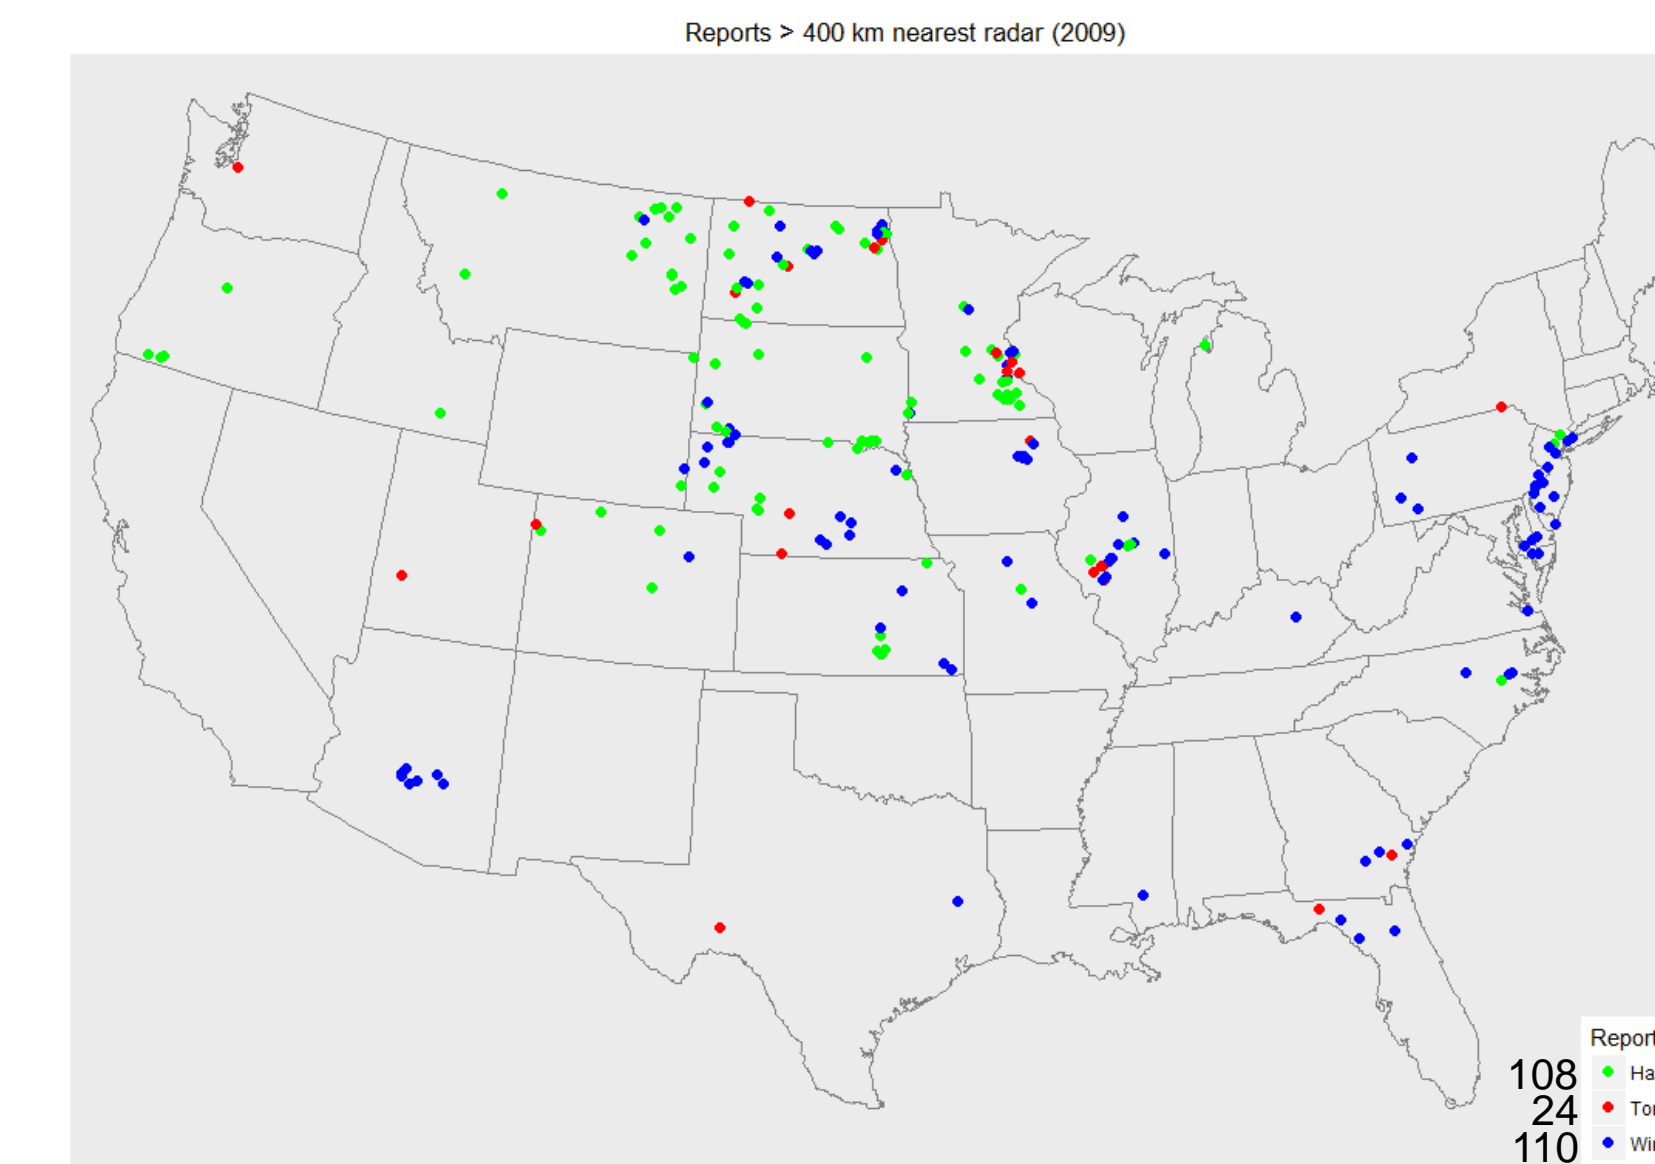 Reports > 400 km nearest radar (2009)
Report
108 Ha
24 Tor
110 Wi